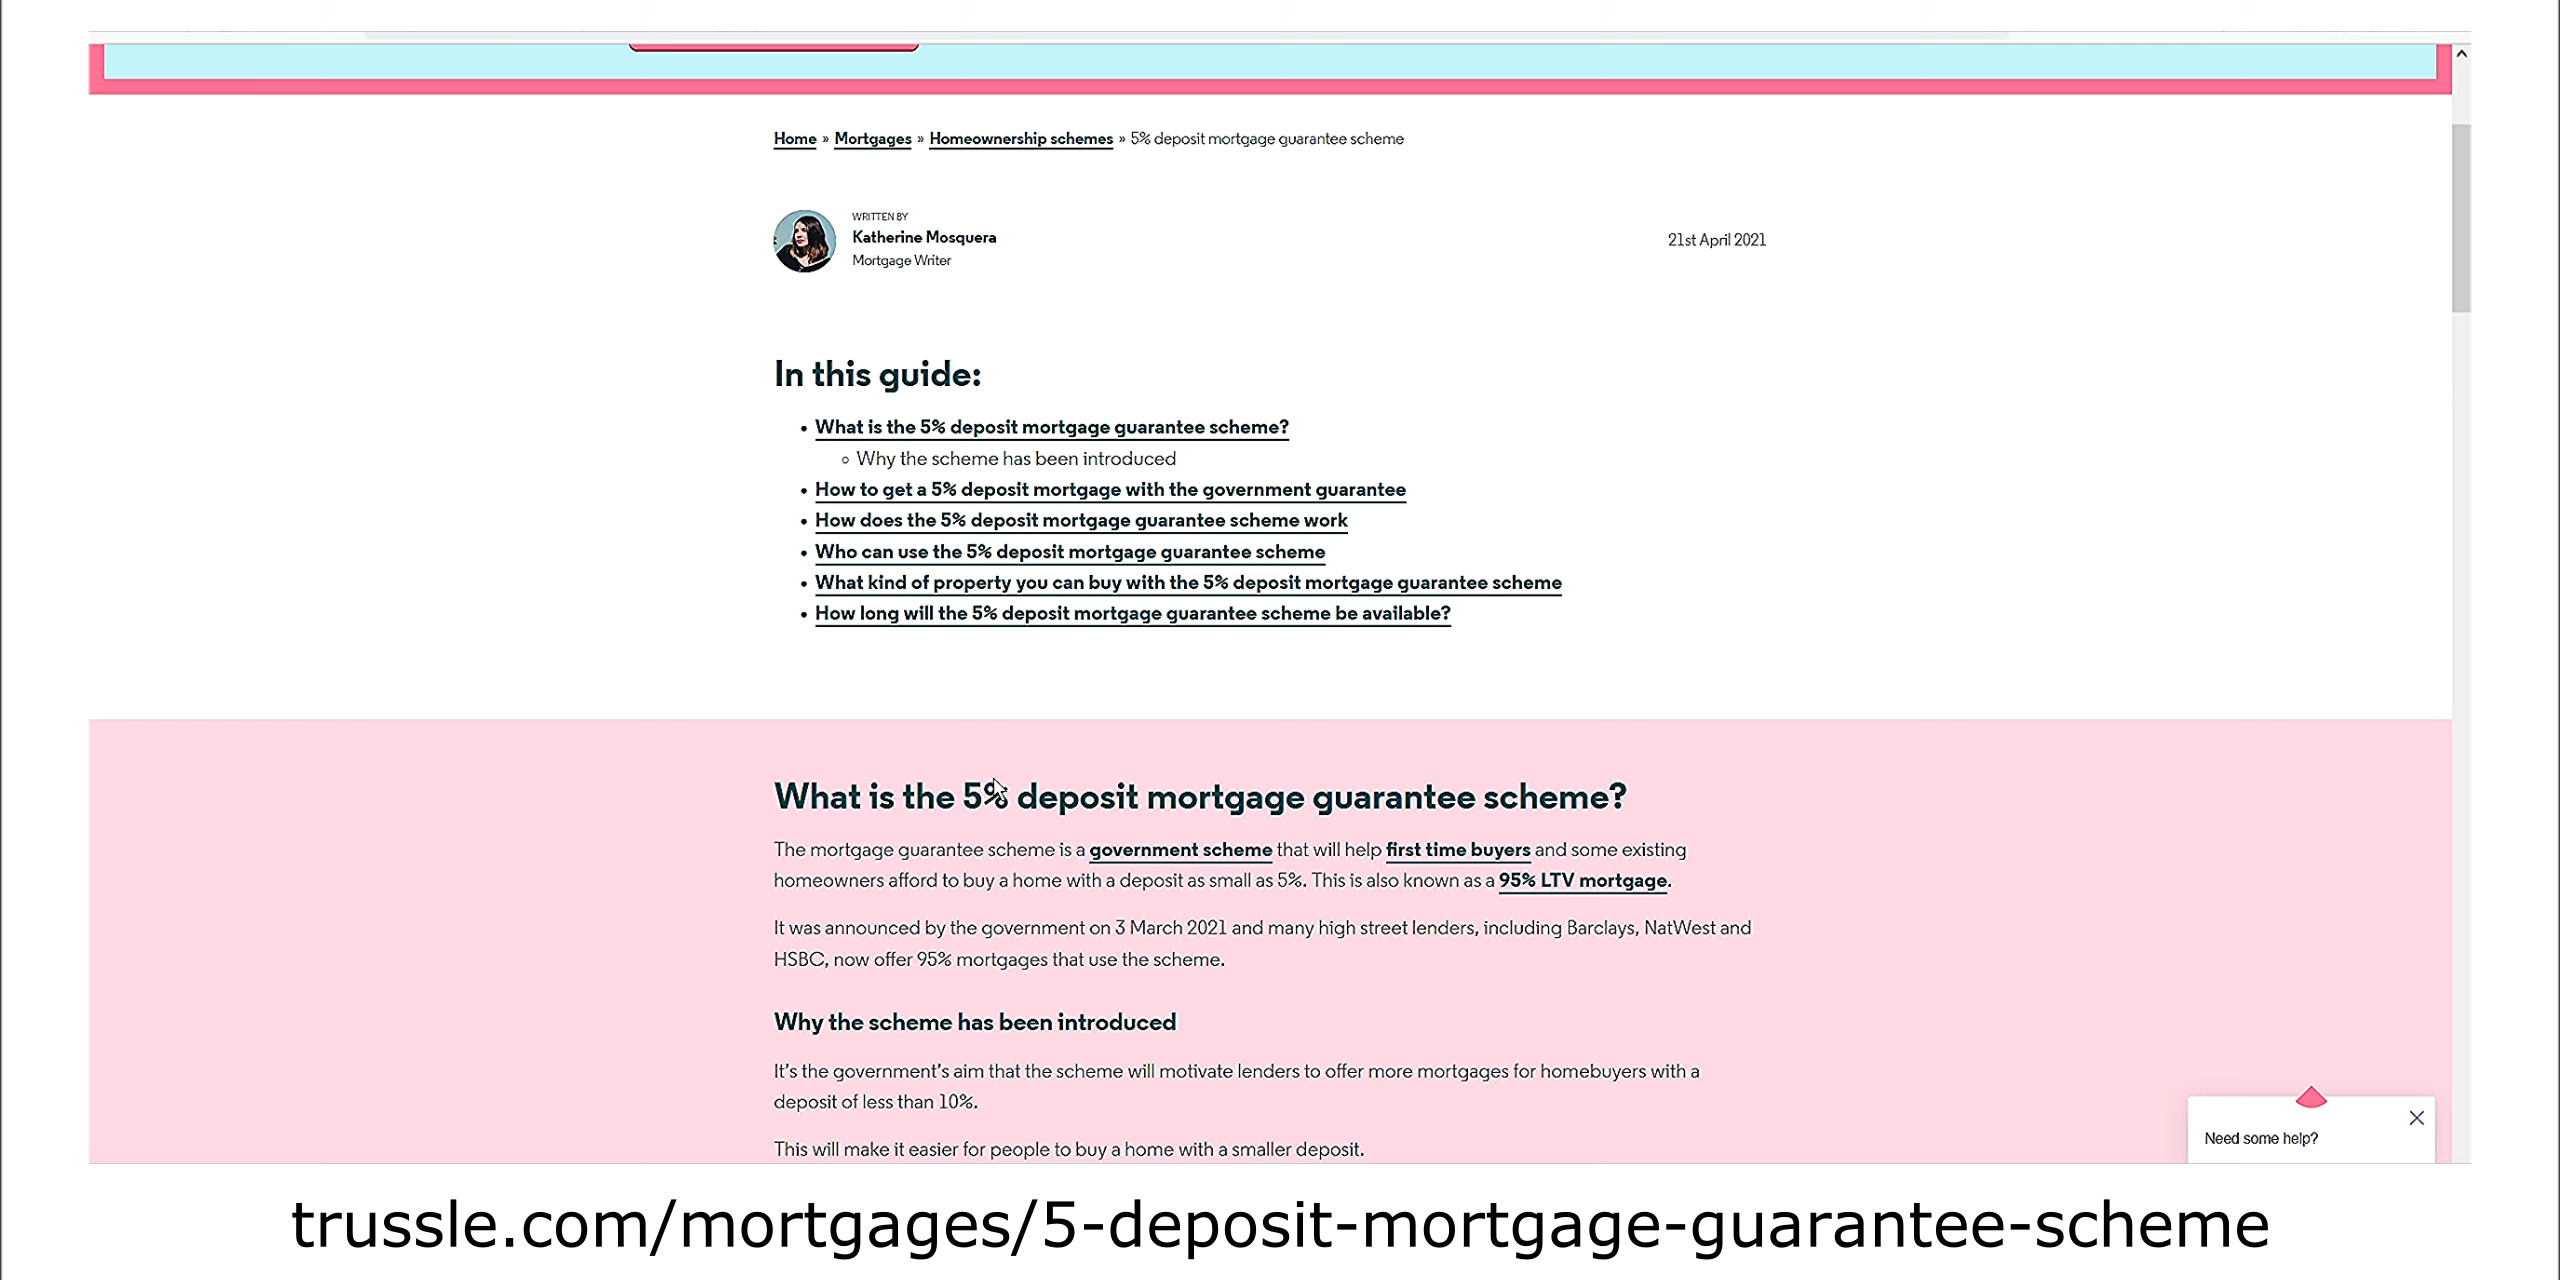 Home » Mortgages » Homeownership schemes » 5% deposit mortgage guarantee scheme
WRITTEN BY
Katherine Mosquera
Mortgage Writer
21st April 2021
In this guide:
• What is the 5% deposit mortgage guarantee scheme?
◦ Why the scheme has been introduced
• How to get a 5% deposit mortgage with the government guarantee
• How does the 5% deposit mortgage guarantee scheme work
• Who can use the 5% deposit mortgage guarantee scheme
• What kind of property you can buy with the 5% deposit mortgage guarantee scheme
• How long will the 5% deposit mortgage guarantee scheme be available?
What is the 5% deposit mortgage guarantee scheme?
The mortgage guarantee scheme is a government scheme that will help first time buyers and some existing
homeowners afford to buy a home with a deposit as small as 5%. This is also known as a 95% LTV mortgage.
It was announced by the government on 3 March 2021 and many high street lenders, including Barclays, NatWest and
HSBC, now offer 95% mortgages that use the scheme.
Why the scheme has been introduced
It's the government's aim that the scheme will motivate lenders to offer more mortgages for homebuyers with a
deposit of less than 10%.
This will make it easier for people to buy a home with a smaller deposit.
Need some help?
trussle.com/mortgages/5-deposit-mortgage-guarantee-scheme